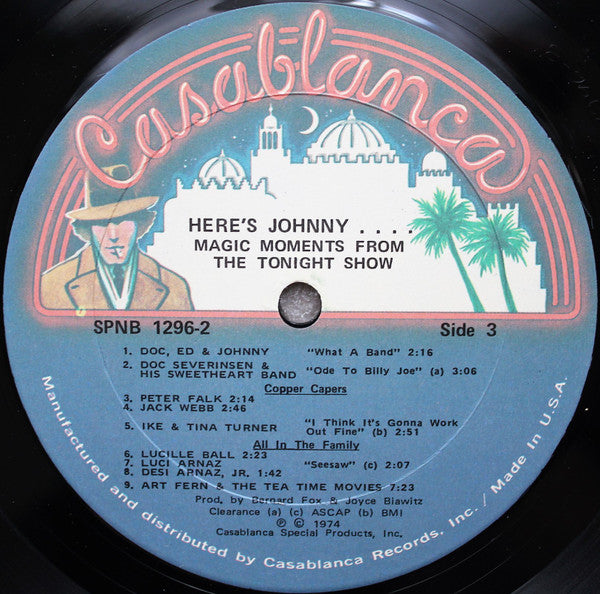 Casablanca
HERE'S JOHNNY . . . .
MAGIC MOMENTS FROM
THE TONIGHT SHOW
SPNB 1296-2 Side 3
1. DOC, ED & JOHNNY "What A Band" 2:16
2. DOC SEVERINSEN &
HIS SWEETHEART BAND "Ode To Billy Joe" (a) 3:06
Copper Capers
3. PETER FALK 2:14
4. JACK WEBB 2:46
5. IKE & TINA TURNER "I Think It's Gonna Work
Out Fine" (b) 2:51
All In The Family
6. LUCILLE BALL 2:23
7. LUCI ARNAZ "Seesaw" (c) 2:07
8. DESI ARNAZ, JR. 1:42
9. ART FERN & THE TEA TIME MOVIES 7:23
Prod. by Bernard Fox & Joyce Biawitz
Clearance (a) (c) ASCAP (b) BMI
℗ © 1974
Casablanca Special Products, Inc.
Manufactured and distributed by Casablanca Records, Inc. / Made In U.S.A.